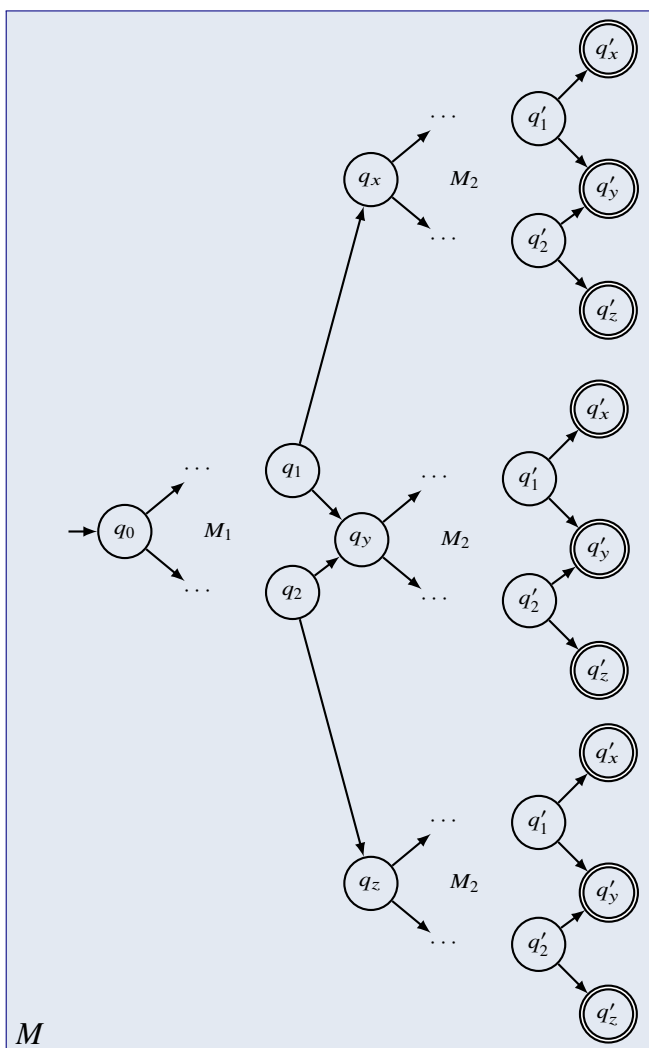 q′x
. . .
q′1
qx
M2
q′y
. . .
q′2
q′z
q′x
. . .
q1
. . .
q′1
q0
M1
qy
M2
q′y
. . .
q2
. . .
q′2
q′z
q′x
. . .
q′1
qz
M2
q′y
. . .
q′2
q′z
M